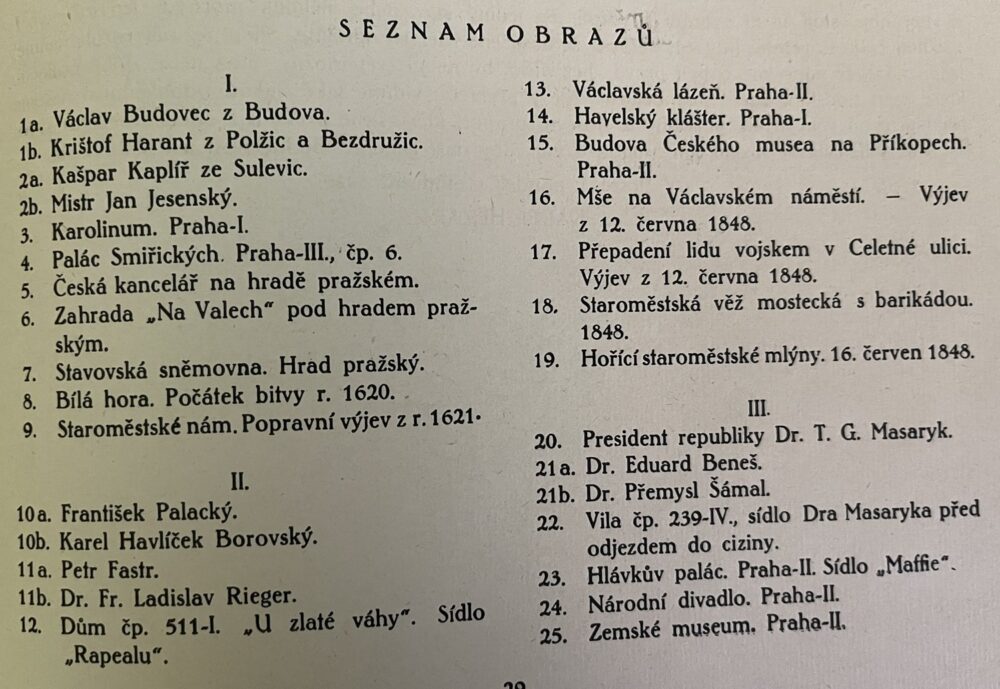 SEZNAM OBRAZŮ
I.
1a. Václav Budovec z Budova.
1b. Krištof Harant z Polžic a Bezdružic.
2a. Kašpar Kaplíř ze Sulevic.
2b. Mistr Jan Jesenský.
3. Karolinum. Praha-I.
4. Palác Smiřických. Praha-III., čp. 6.
5. Česká kancelář na hradě pražském.
6. Zahrada „Na Valech“ pod hradem praž-
ským.
7. Stavovská sněmovna. Hrad pražský.
8. Bílá hora. Počátek bitvy r. 1620.
9. Staroměstské nám. Popravní výjev z r. 1621.
II.
10a. František Palacký.
10b. Karel Havlíček Borovský.
11a. Petr Fastr.
11b. Dr. Fr. Ladislav Rieger.
12. Dům čp. 511-I. „U zlaté váhy“. Sídlo
„Rapealu“.
13. Václavská lázeň. Praha-II.
14. Havelský klášter. Praha-I.
15. Budova Českého musea na Příkopech.
Praha-II.
16. Mše na Václavském náměstí. – Výjev
z 12. června 1848.
17. Přepadení lidu vojskem v Celetné ulici.
Výjev z 12. června 1848.
18. Staroměstská věž mostecká s barikádou.
1848.
19. Hořící staroměstské mlýny. 16. červen 1848.
III.
20. President republiky Dr. T. G. Masaryk.
21a. Dr. Eduard Beneš.
21b. Dr. Přemysl Šámal.
22. Vila čp. 239-IV., sídlo Dra Masaryka před
odjezdem do ciziny.
23. Hlávkův palác. Praha-II. Sídlo „Maffie“.
24. Národní divadlo. Praha-II.
25. Zemské museum. Praha-II.